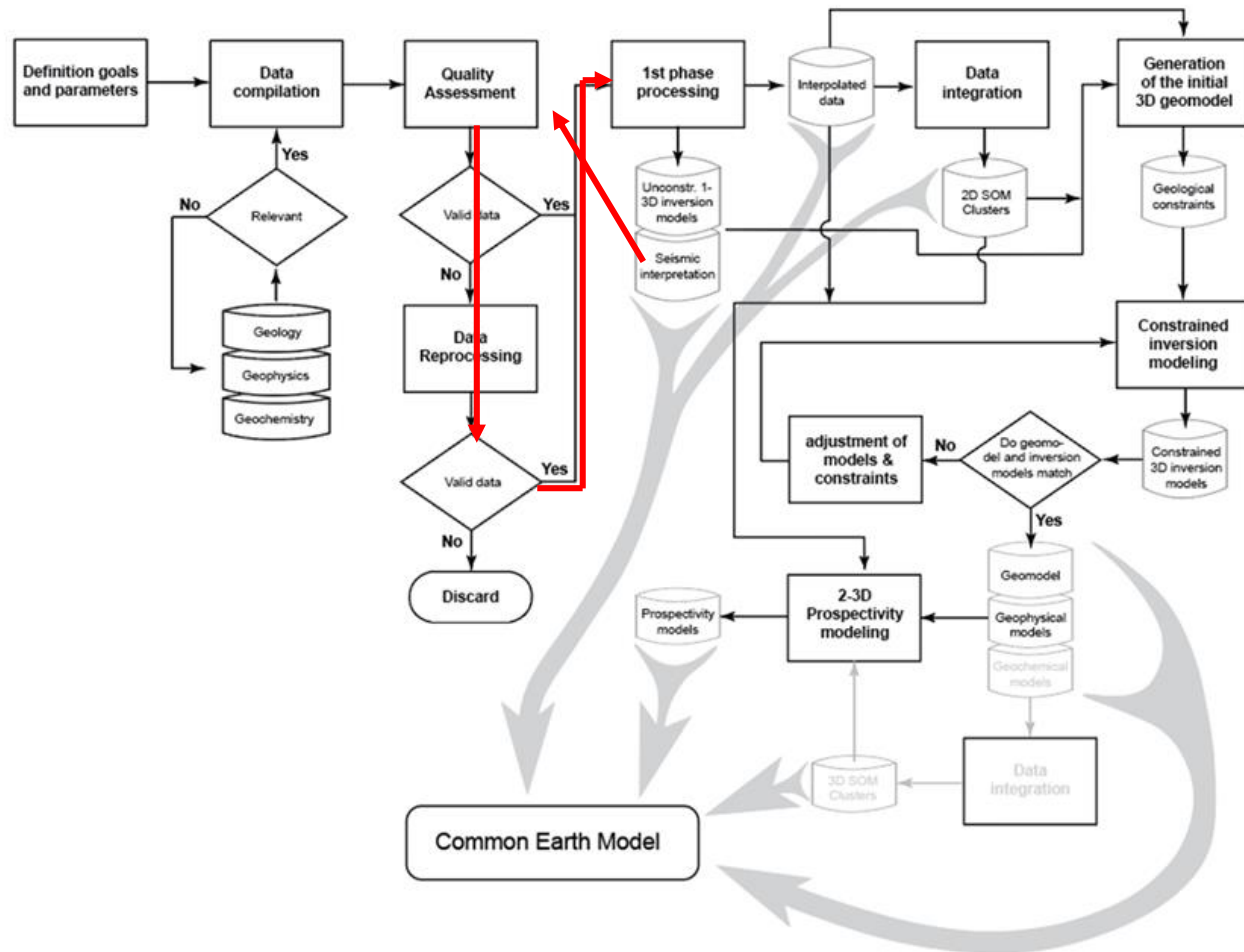 Definition goals
and parameters
Data
compilation
Quality
Assessment
1st phase
processing
Interpolated
data
Data
integration
Generation
of the initial
3D geomodel
Yes
No
Relevant
Geology
Geophysics
Geochemistry
Valid data
Yes
No
Data
Reprocessing
Valid data
Yes
No
Discard
Unconstr. 1-
3D inversion
models
Seismic
interpretation
2D SOM
Clusters
Geological
constraints
Constrained
inversion
modeling
Constrained
3D inversion
models
Do geomo-
del and inversion
models match
No
Yes
adjustment of
models &
constraints
Geomodel
Geophysical
models
Geochemical
models
2-3D
Prospectivity
modeling
Prospectivity
models
Data
integration
3D SOM
Clusters
Common Earth Model